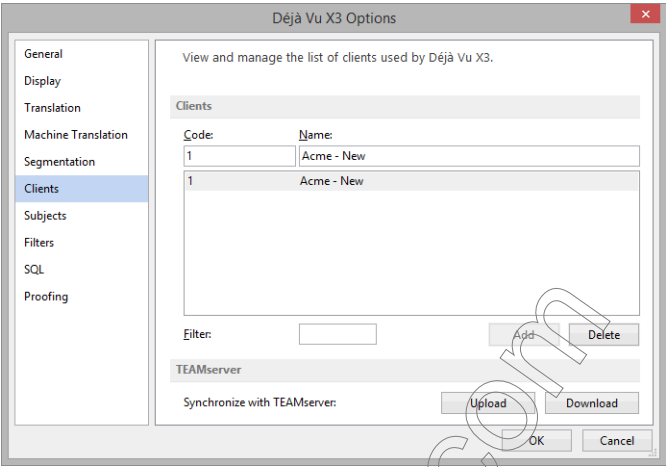 Déjà Vu X3 Options
General
Display
Translation
Machine Translation
Segmentation
Clients
Subjects
Filters
SQL
Proofing
View and manage the list of clients used by Déjà Vu X3.
Clients
Code: Name:
1 Acme - New
1 Acme - New
Filter: Add Delete
TEAMserver
Synchronize with TEAMserver: Upload Download
OK Cancel
.com